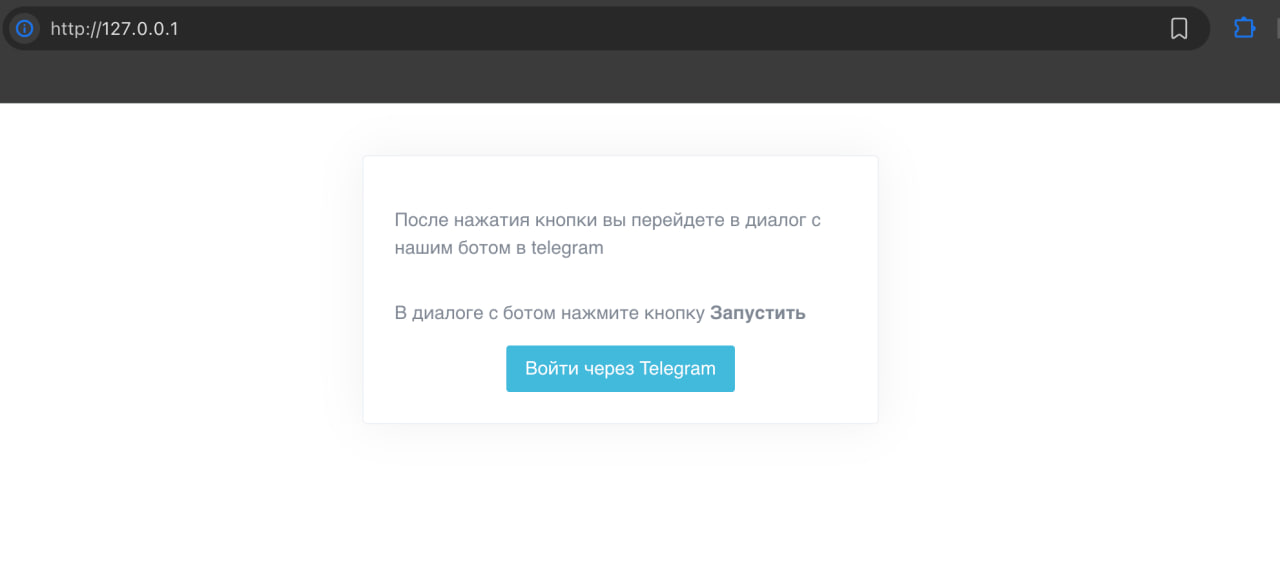 http://127.0.0.1
После нажатия кнопки вы перейдете в диалог с
нашим ботом в telegram
В диалоге с ботом нажмите кнопку Запустить
Войти через Telegram